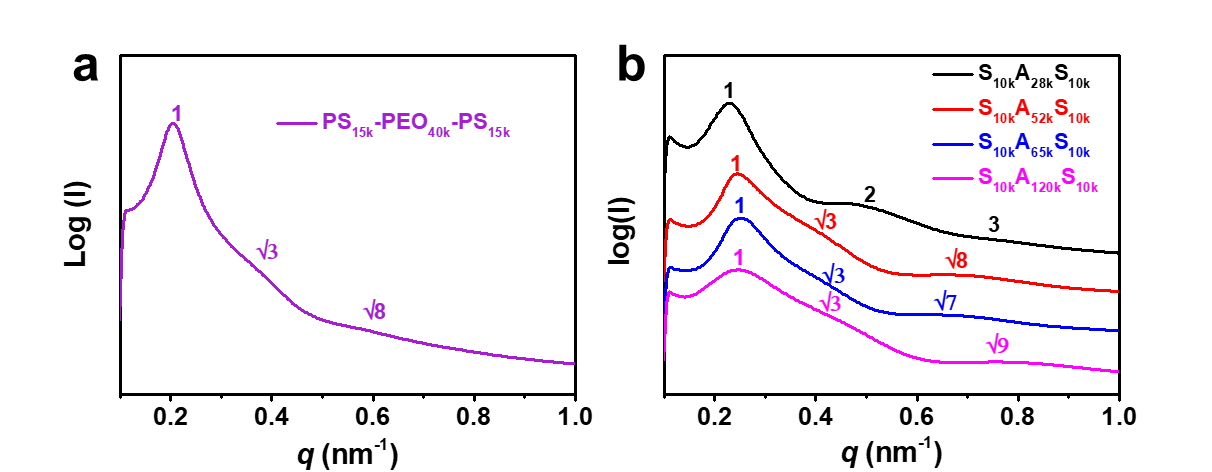 a
1
PS15k-PEO40k-PS15k
√3
√8
Log (I)
0.2 0.4 0.6 0.8 1.0
q (nm-1)
b
S10kA28kS10k
S10kA52kS10k
S10kA65kS10k
S10kA120kS10k
1
2
3
1
√3
√8
1
√3
√7
1
√3
√9
log(I)
0.2 0.4 0.6 0.8 1.0
q (nm-1)